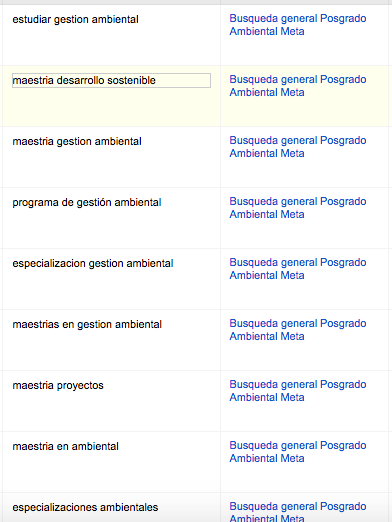 estudiar gestion ambiental
Busqueda general Posgrado
Ambiental Meta
maestria desarrollo sostenible
Busqueda general Posgrado
Ambiental Meta
maestria gestion ambiental
Busqueda general Posgrado
Ambiental Meta
programa de gestión ambiental
Busqueda general Posgrado
Ambiental Meta
especializacion gestion ambiental
Busqueda general Posgrado
Ambiental Meta
maestrias en gestion ambiental
Busqueda general Posgrado
Ambiental Meta
maestria proyectos
Busqueda general Posgrado
Ambiental Meta
maestria en ambiental
Busqueda general Posgrado
Ambiental Meta
especializaciones ambientales
Busqueda general Posgrado
Ambiental Meta